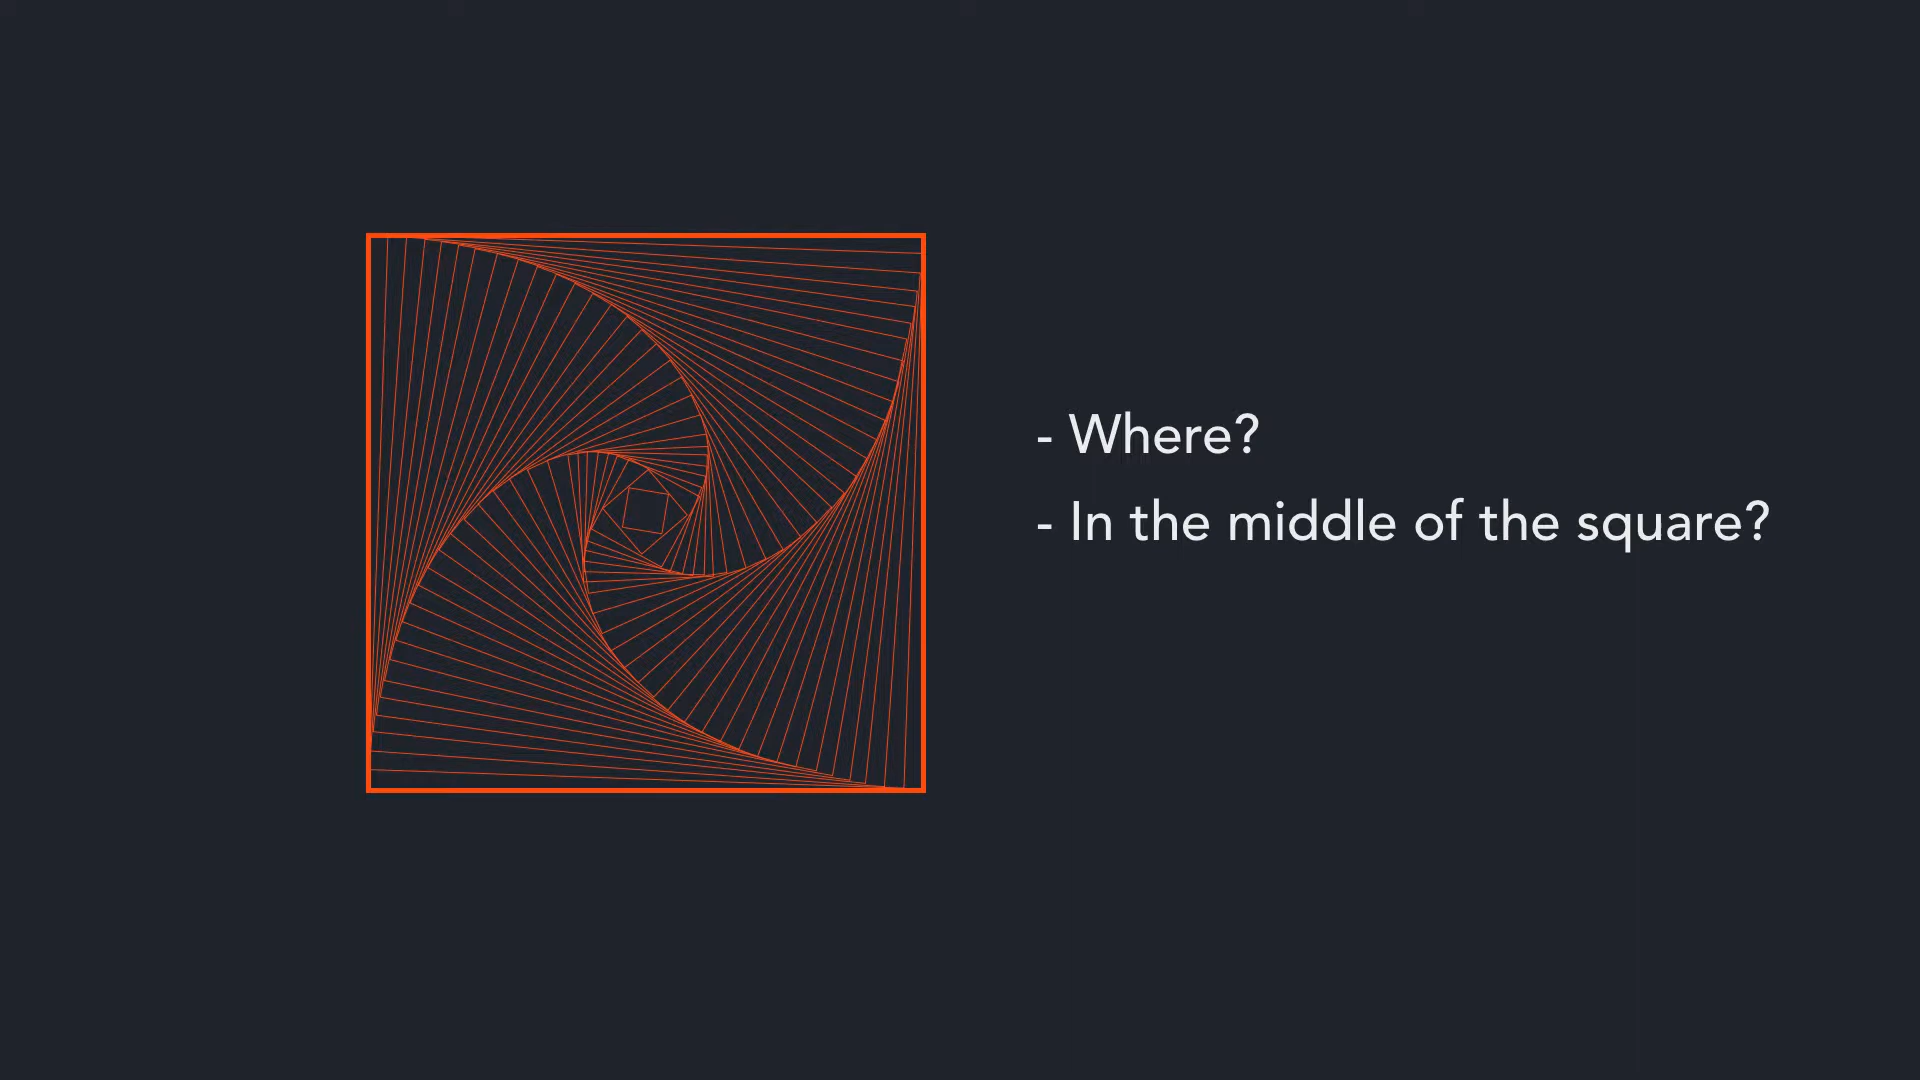 - Where?
- In the middle of the square?